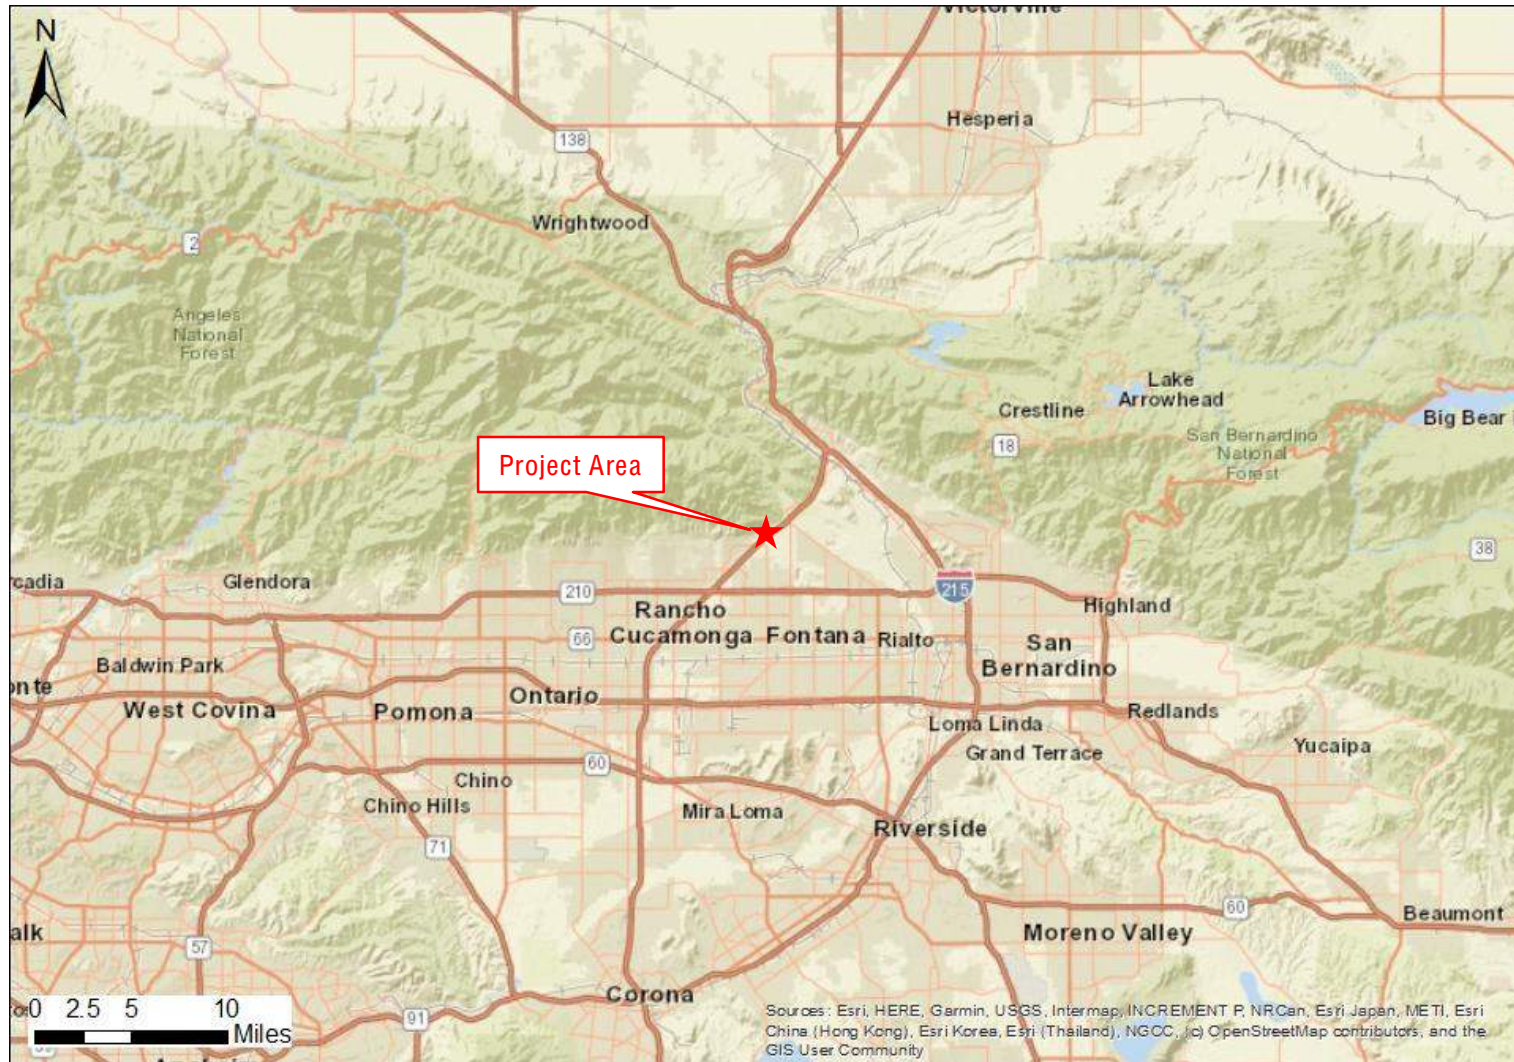 Victorville
N
Hesperia
138
Wrightwood
2
Angeles
National
Forest
Lake
Arrowhead
Crestline
Big Bear
San Bernardino
National
Forest
18
Project Area
38
rcadia
Glendora
210
215
Highland
Rancho
Cucamonga
Fontana
Rialto
66
San
Bernardino
Baldwin Park
onte
Ontario
West Covina
Pomona
Loma Linda
Redlands
Grand Terrace
Yucaipa
60
Chino
Chino Hills
Mira Loma
Riverside
71
60
Beaumont
alk
57
Moreno Valley
Corona
91
0 2.5 5 10
Miles
Sources: Esri, HERE, Garmin, USGS, Intermap, INCREMENT P, NRCan, Esri Japan, METI, Esri
China (Hong Kong), Esri Korea, Esri (Thailand), NGCC, (c) OpenStreetMap contributors, and the
GIS User Community